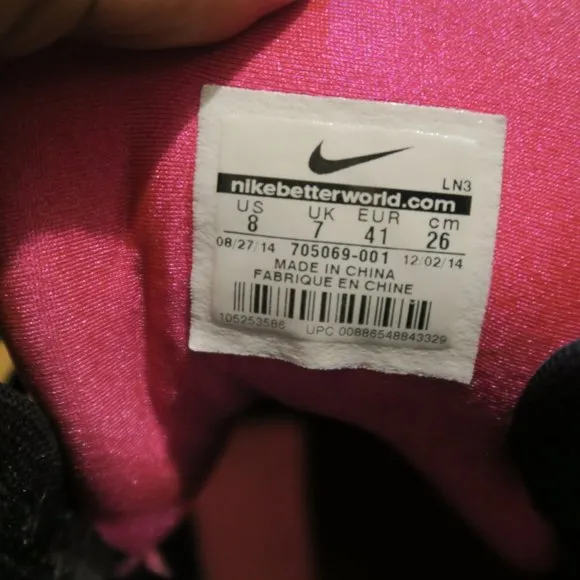 LN3
nikebetterworld.com
US UK EUR cm
8 7 41 26
08/27/14 705069-001 12/02/14
MADE IN CHINA
FABRIQUE EN CHINE
105253586 UPC 00886548843329